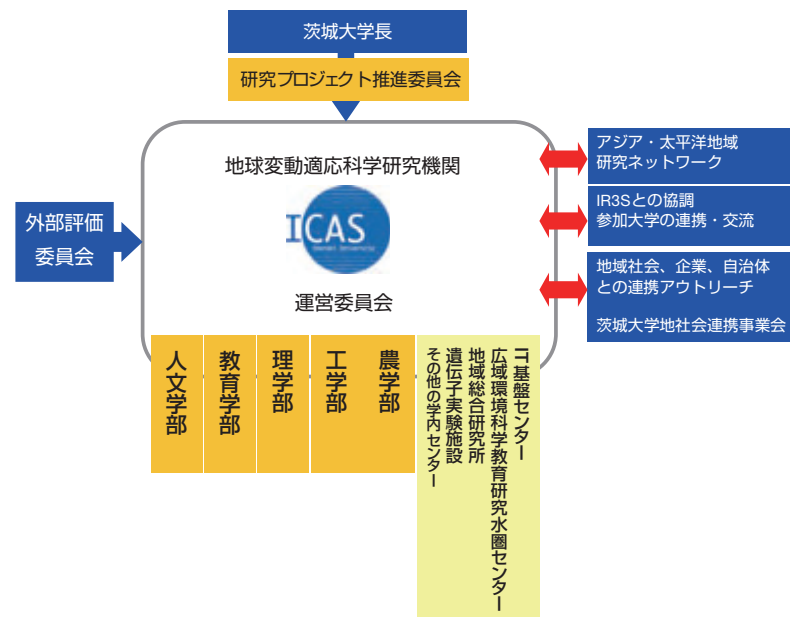 茨城大学長
研究プロジェクト推進委員会
地球変動適応科学研究機関
ICAS
運営委員会
外部評価
委員会
アジア・太平洋地域
研究ネットワーク
IR3Sとの協調
参加大学の連携・交流
地域社会、企業、自治体
との連携アウトリーチ
茨城大学地社会連携事業会
人文学部
教育学部
理学部
工学部
農学部
IT基盤センター
広域環境科学教育研究水圏センター
地域総合研究所
遺伝子実験施設
その他の学内センター